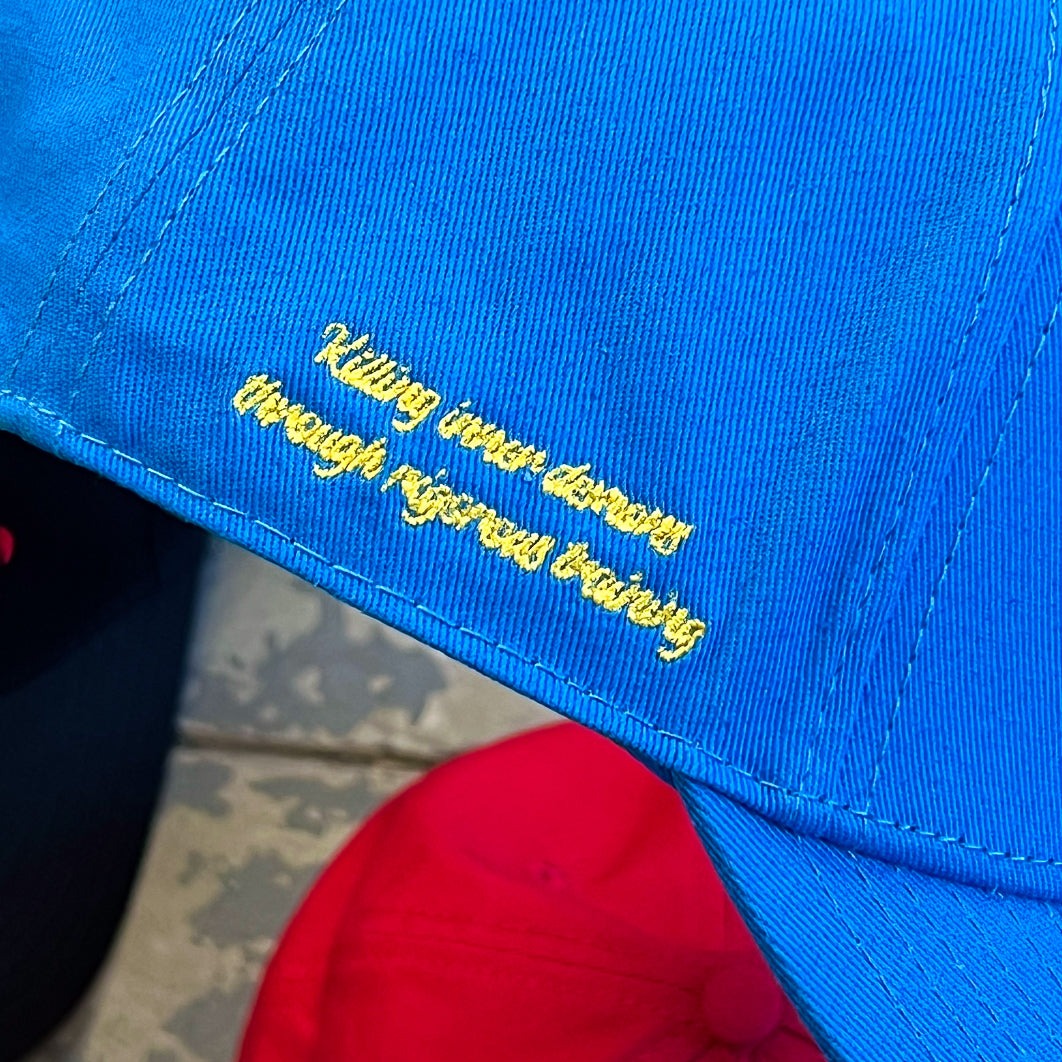 Killing inner demons
through rigorous training